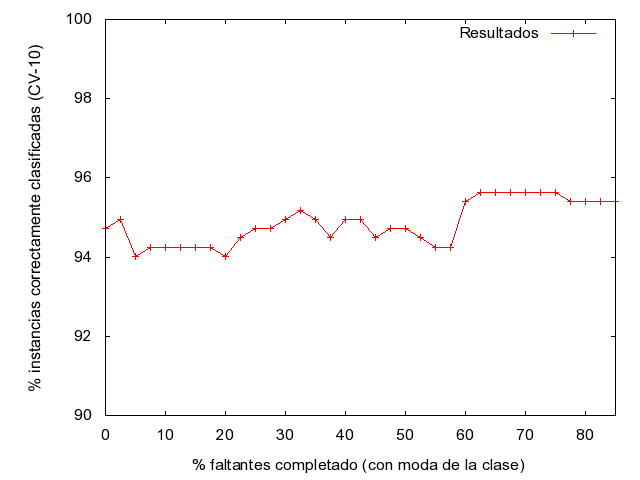 100
Resultados
98
96
94
92
90
% instancias correctamente clasificadas (CV-10)
0 10 20 30 40 50 60 70 80
% faltantes completado (con moda de la clase)